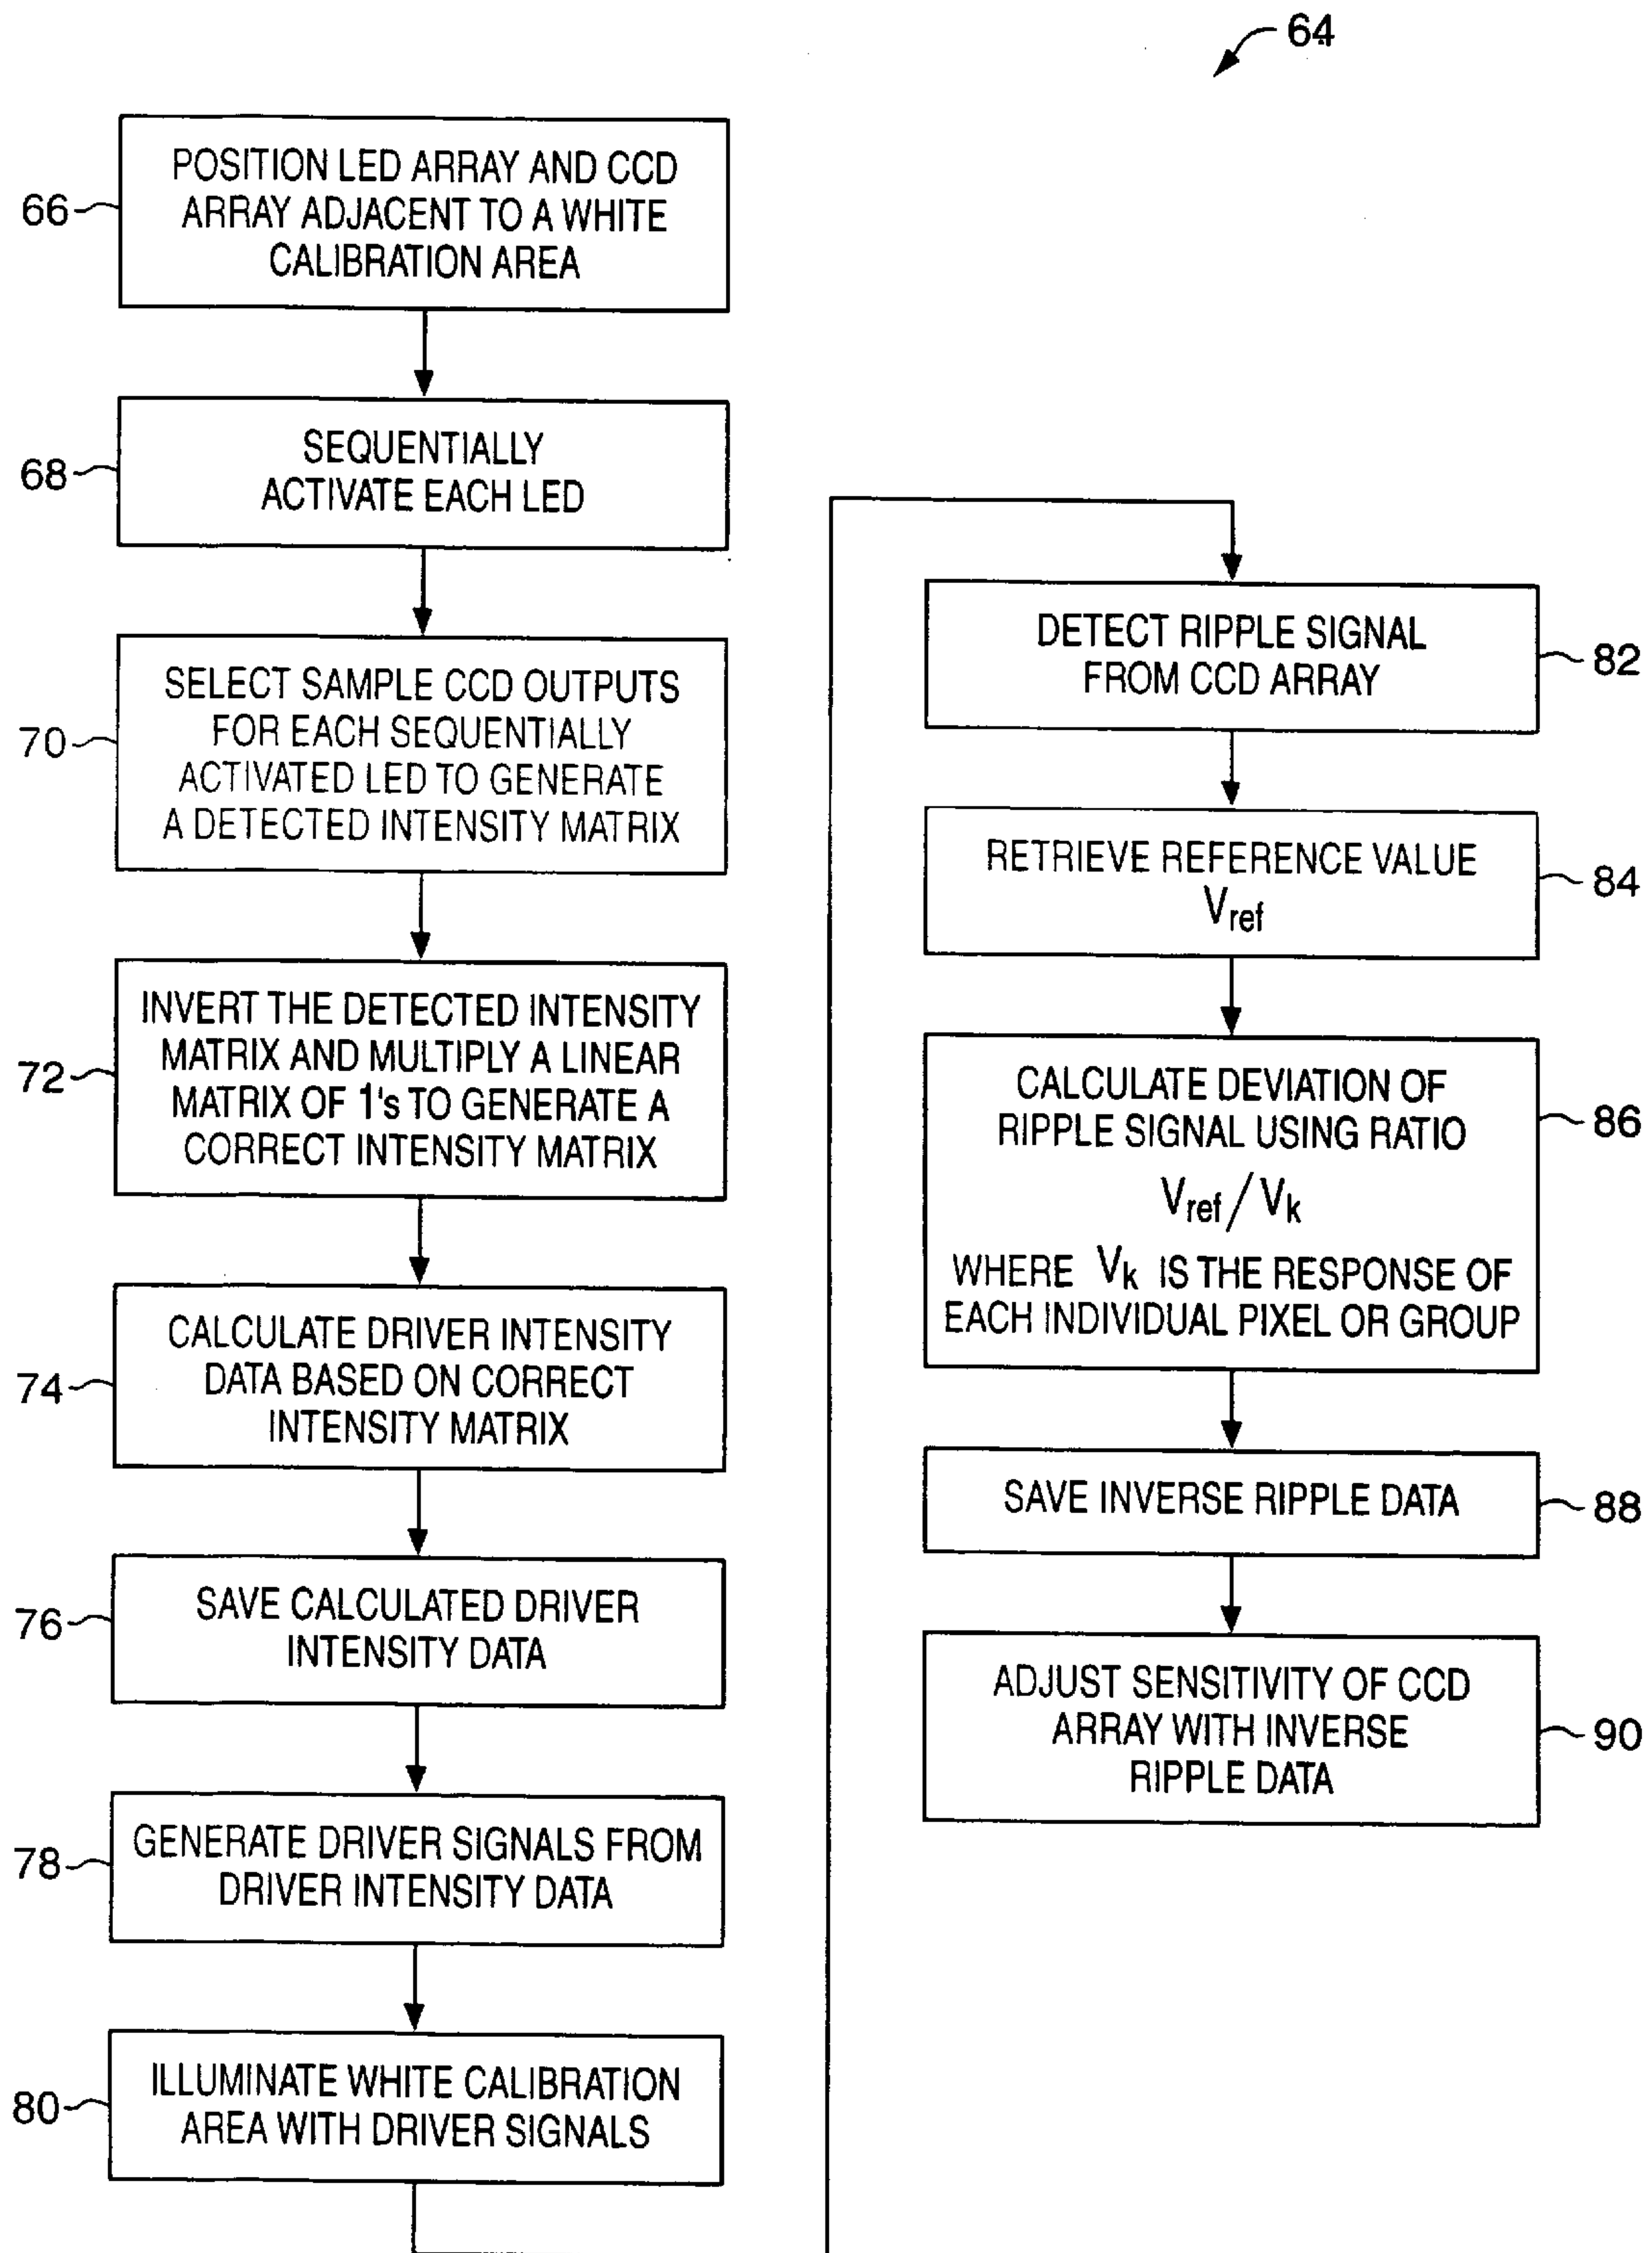 64
66
POSITION LED ARRAY AND CCD
ARRAY ADJACENT TO A WHITE
CALIBRATION AREA
68
SEQUENTIALLY
ACTIVATE EACH LED
70
SELECT SAMPLE CCD OUTPUTS
FOR EACH SEQUENTIALLY
ACTIVATED LED TO GENERATE
A DETECTED INTENSITY MATRIX
72
INVERT THE DETECTED INTENSITY
MATRIX AND MULTIPLY A LINEAR
MATRIX OF 1's TO GENERATE A
CORRECT INTENSITY MATRIX
74
CALCULATE DRIVER INTENSITY
DATA BASED ON CORRECT
INTENSITY MATRIX
76
SAVE CALCULATED DRIVER
INTENSITY DATA
78
GENERATE DRIVER SIGNALS FROM
DRIVER INTENSITY DATA
80
ILLUMINATE WHITE CALIBRATION
AREA WITH DRIVER SIGNALS
DETECT RIPPLE SIGNAL
FROM CCD ARRAY
82
RETRIEVE REFERENCE VALUE
Vref
84
CALCULATE DEVIATION OF
RIPPLE SIGNAL USING RATIO
Vref / Vk
WHERE Vk IS THE RESPONSE OF
EACH INDIVIDUAL PIXEL OR GROUP
86
SAVE INVERSE RIPPLE DATA
88
ADJUST SENSITIVITY OF CCD
ARRAY WITH INVERSE
RIPPLE DATA
90